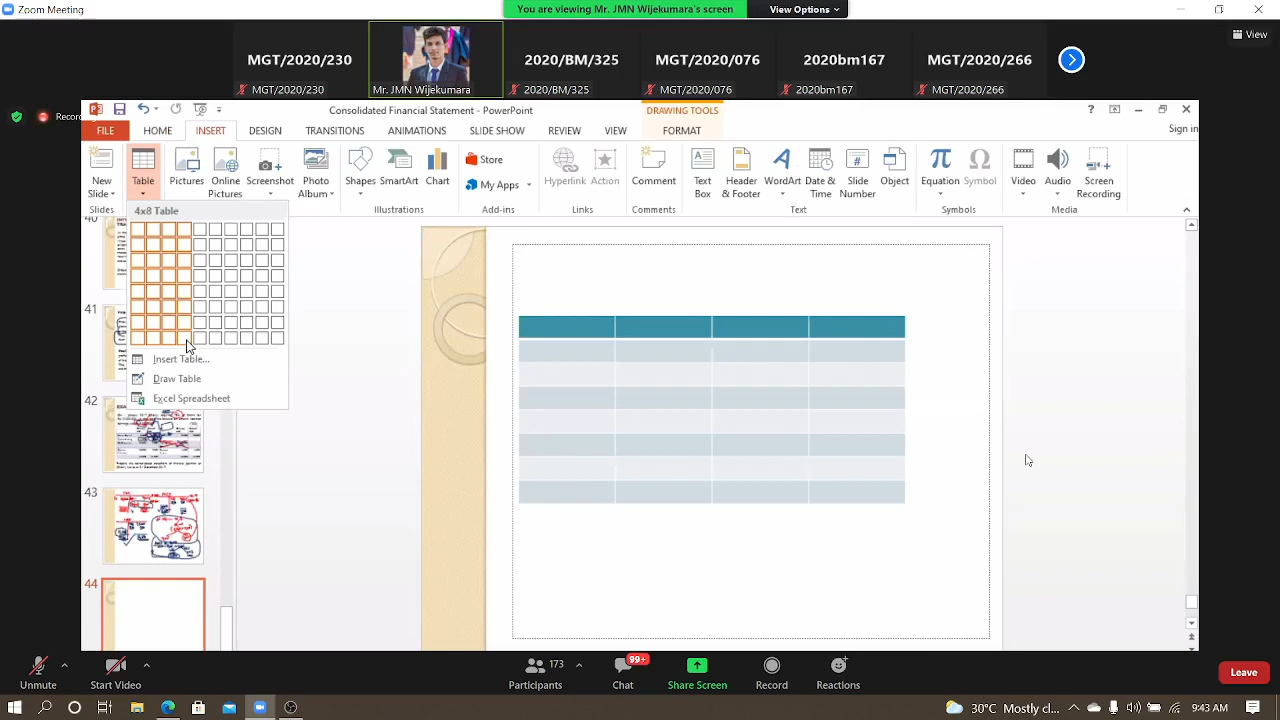 Zoom Meeting
You are viewing Mr. JMN Wijekumara's screen
View Options
View
MGT/2020/230
2020/BM/325
MGT/2020/076
2020bm167
MGT/2020/266
MGT/2020/230
Mr. JMN Wijekumara
2020/BM/325
MGT/2020/076
2020bm167
MGT/2020/266
Recor
Consolidated Financial Statement - PowerPoint
DRAWING TOOLS
?
FILE
HOME
INSERT
DESIGN
TRANSITIONS
ANIMATIONS
SLIDE SHOW
REVIEW
VIEW
FORMAT
Sign in
New
Slide
Table
Pictures
Online
Pictures
Screenshot
Photo
Album
Shapes
SmartArt
Chart
Store
My Apps
Hyperlink
Action
Comment
Text
Box
Header
& Footer
WordArt
Date &
Time
Slide
Number
Object
Equation
Symbol
Video
Audio
Screen
Recording
Slides
Illustrations
Add-ins
Links
Comments
Text
Symbols
Media
4x8 Table
Insert Table...
Draw Table
Excel Spreadsheet
40
41
42
43
44
Unmute
Start Video
173
Participants
99+
Chat
Share Screen
Record
Reactions
Leave
30°C Mostly cl...
9:43 AM